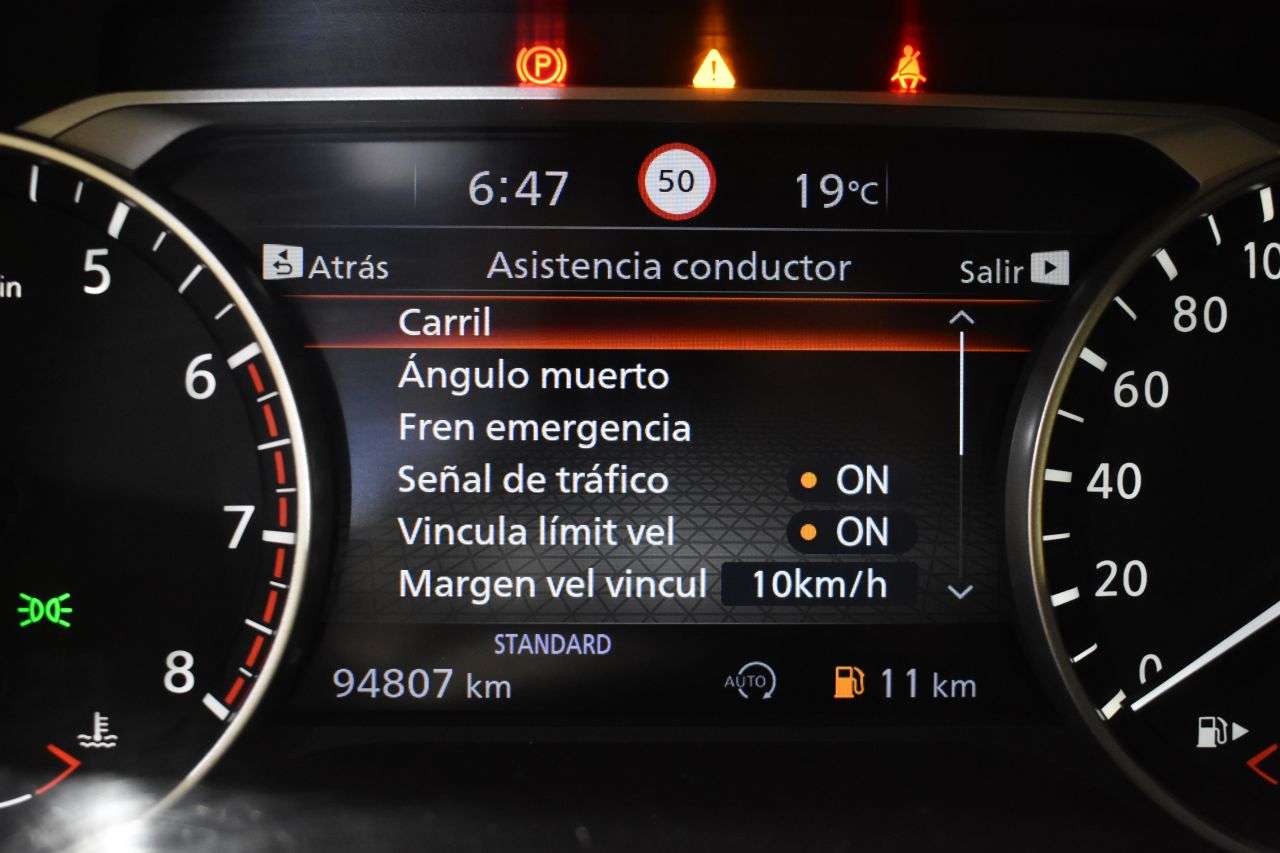 P
6:47 50 19°C
Atrás Asistencia conductor Salir
Carril
Ángulo muerto
Fren emergencia
Señal de tráfico ON
Vincula límit vel ON
Margen vel vincul 10km/h
STANDARD
94807 km AUTO 11 km
5
6
7
8
80
60
40
20
0